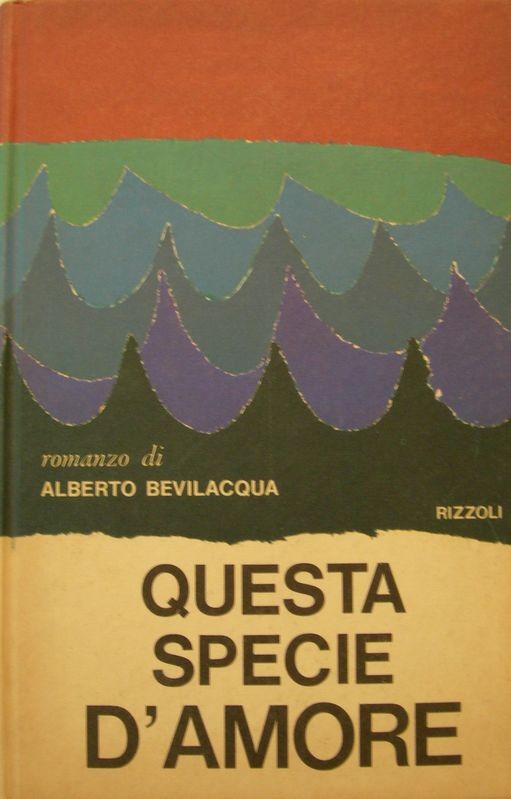 romanzo di
ALBERTO BEVILACQUA
RIZZOLI
QUESTA
SPECIE
D'AMORE